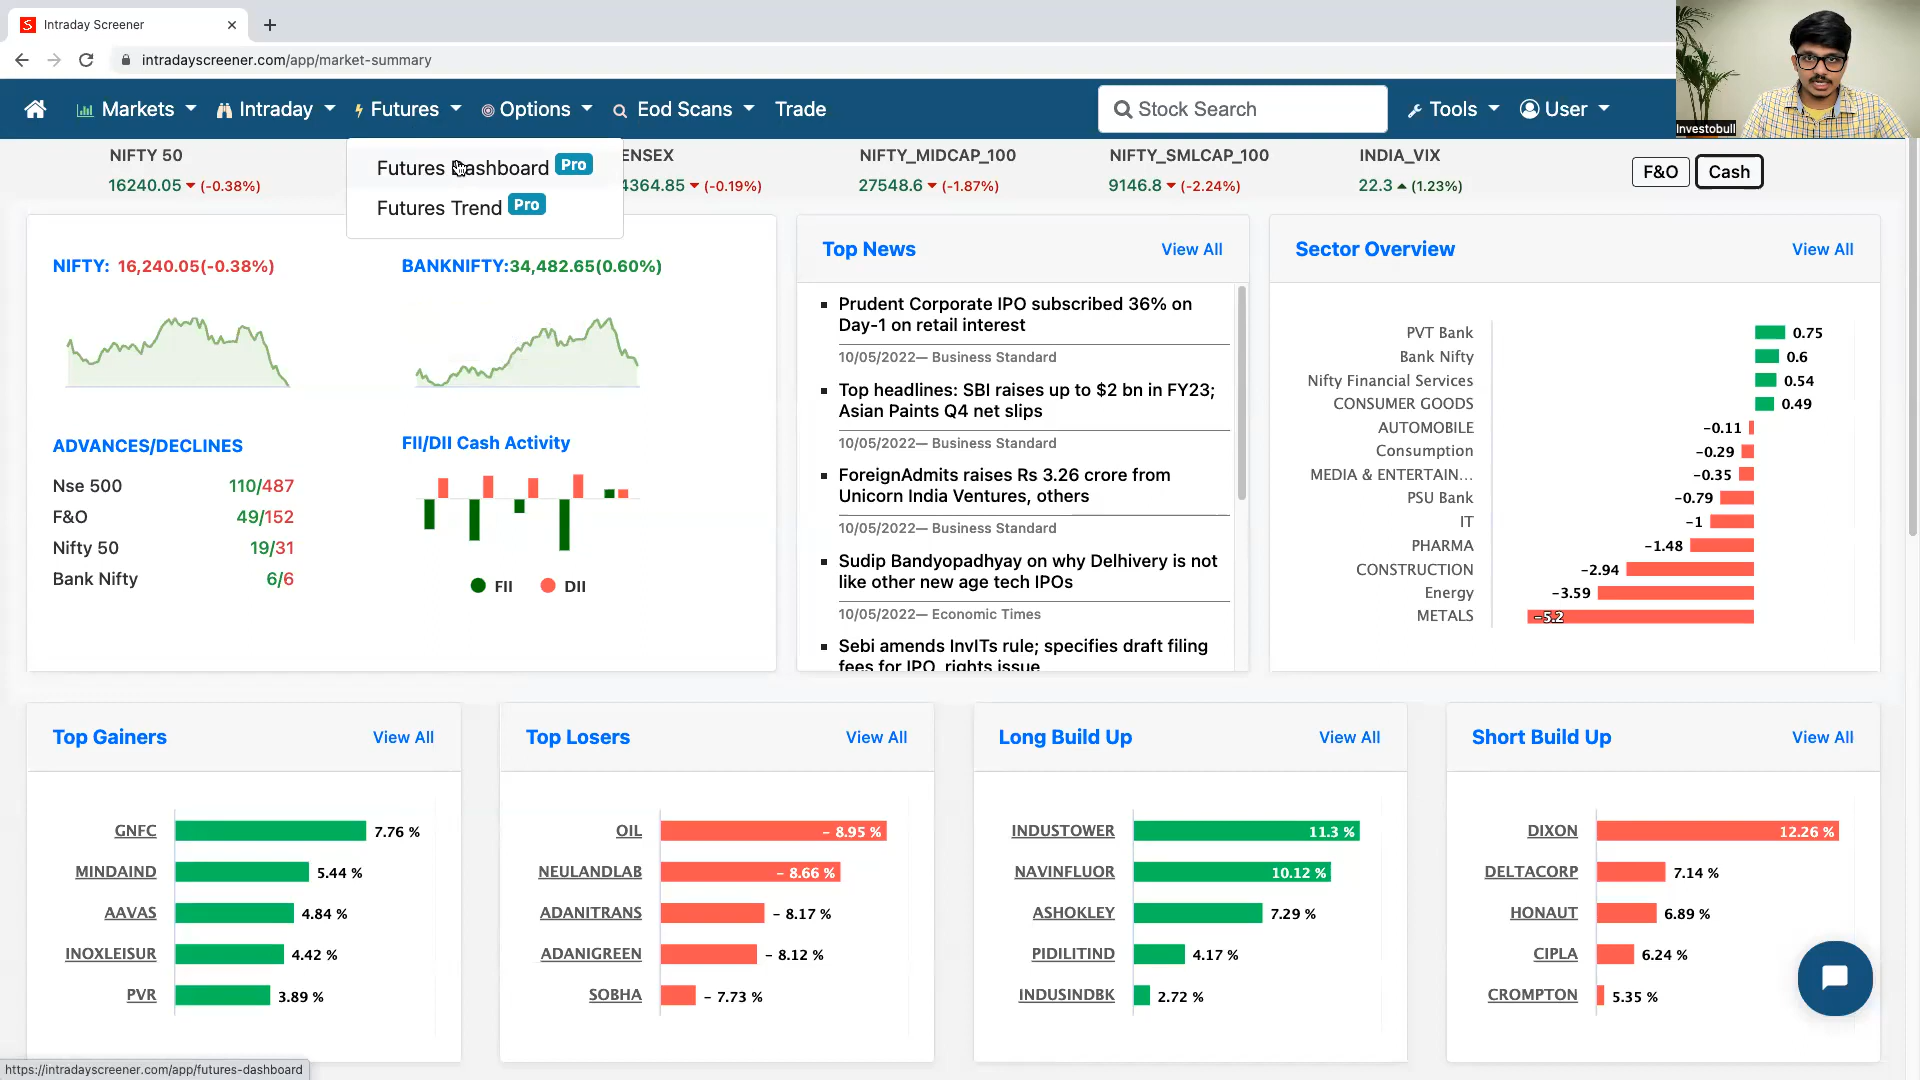 Intraday Screener
intradayscreener.com/app/market-summary
Markets
Intraday
Futures
Options
Eod Scans
Trade
Stock Search
Tools
User
Investobull
Futures Dashboard Pro
Futures Trend Pro
NIFTY 50
16240.05 (-0.38%)
ENSEX
4364.85 (-0.19%)
NIFTY_MIDCAP_100
27548.6 (-1.87%)
NIFTY_SMLCAP_100
9146.8 (-2.24%)
INDIA_VIX
22.3 (1.23%)
F&O
Cash
NIFTY: 16,240.05(-0.38%)
BANKNIFTY:34,482.65(0.60%)
ADVANCES/DECLINES
Nse 500 110/487
F&O 49/152
Nifty 50 19/31
Bank Nifty 6/6
FII/DII Cash Activity
FII DII
Top News View All
Prudent Corporate IPO subscribed 36% on
Day-1 on retail interest
10/05/2022— Business Standard
Top headlines: SBI raises up to $2 bn in FY23;
Asian Paints Q4 net slips
10/05/2022— Business Standard
ForeignAdmits raises Rs 3.26 crore from
Unicorn India Ventures, others
10/05/2022— Business Standard
Sudip Bandyopadhyay on why Delhivery is not
like other new age tech IPOs
10/05/2022— Economic Times
Sebi amends InvITs rule; specifies draft filing
fees for IPO, rights issue
Sector Overview View All
PVT Bank 0.75
Bank Nifty 0.6
Nifty Financial Services 0.54
CONSUMER GOODS 0.49
AUTOMOBILE -0.11
Consumption -0.29
MEDIA & ENTERTAIN... -0.35
PSU Bank -0.79
IT -1
PHARMA -1.48
CONSTRUCTION -2.94
Energy -3.59
METALS -5.2
Top Gainers View All
GNFC 7.76 %
MINDAIND 5.44 %
AAVAS 4.84 %
INOXLEISUR 4.42 %
PVR 3.89 %
Top Losers View All
OIL - 8.95 %
NEULANDLAB - 8.66 %
ADANITRANS - 8.17 %
ADANIGREEN - 8.12 %
SOBHA - 7.73 %
Long Build Up View All
INDUSTOWER 11.3 %
NAVINFLUOR 10.12 %
ASHOKLEY 7.29 %
PIDILITIND 4.17 %
INDUSINDBK 2.72 %
Short Build Up View All
DIXON 12.26 %
DELTACORP 7.14 %
HONAUT 6.89 %
CIPLA 6.24 %
CROMPTON 5.35 %
https://intradayscreener.com/app/futures-dashboard